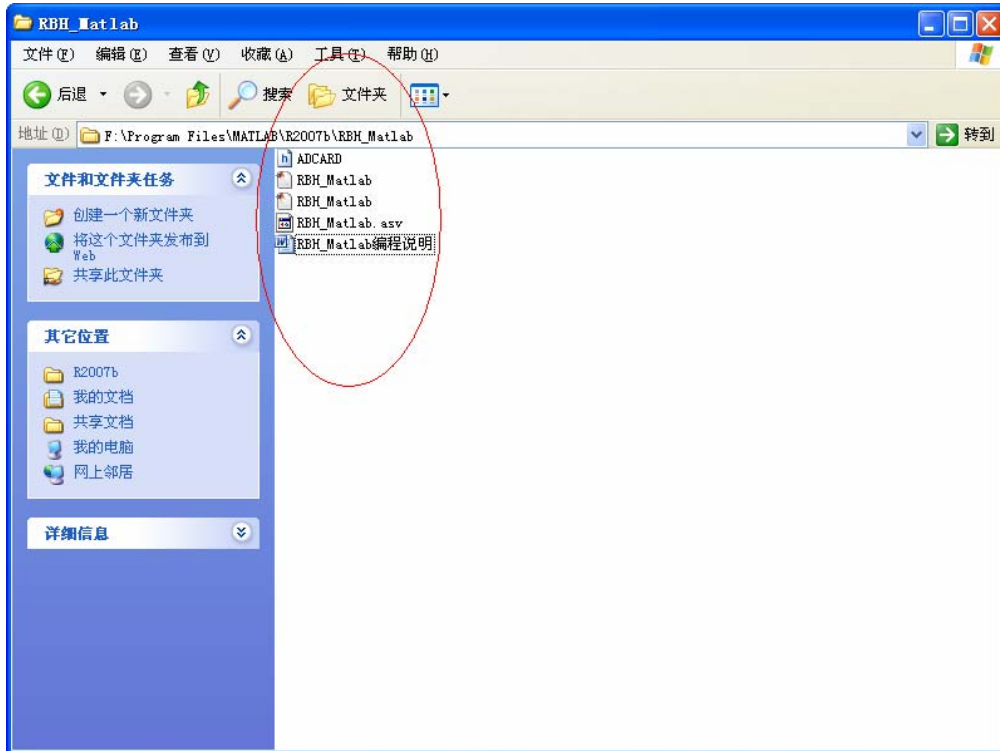 RBH_Matlab
文件(F) 编辑(E) 查看(V) 收藏(A) 工具(T) 帮助(H)
后退 搜索 文件夹
地址(D) F:\Program Files\MATLAB\R2007b\RBH_Matlab 转到
文件和文件夹任务
创建一个新文件夹
将这个文件夹发布到
Web
共享此文件夹
其它位置
R2007b
我的文档
共享文档
我的电脑
网上邻居
详细信息
ADCARD
RBH_Matlab
RBH_Matlab
RBH_Matlab.asv
RBH_Matlab编程说明